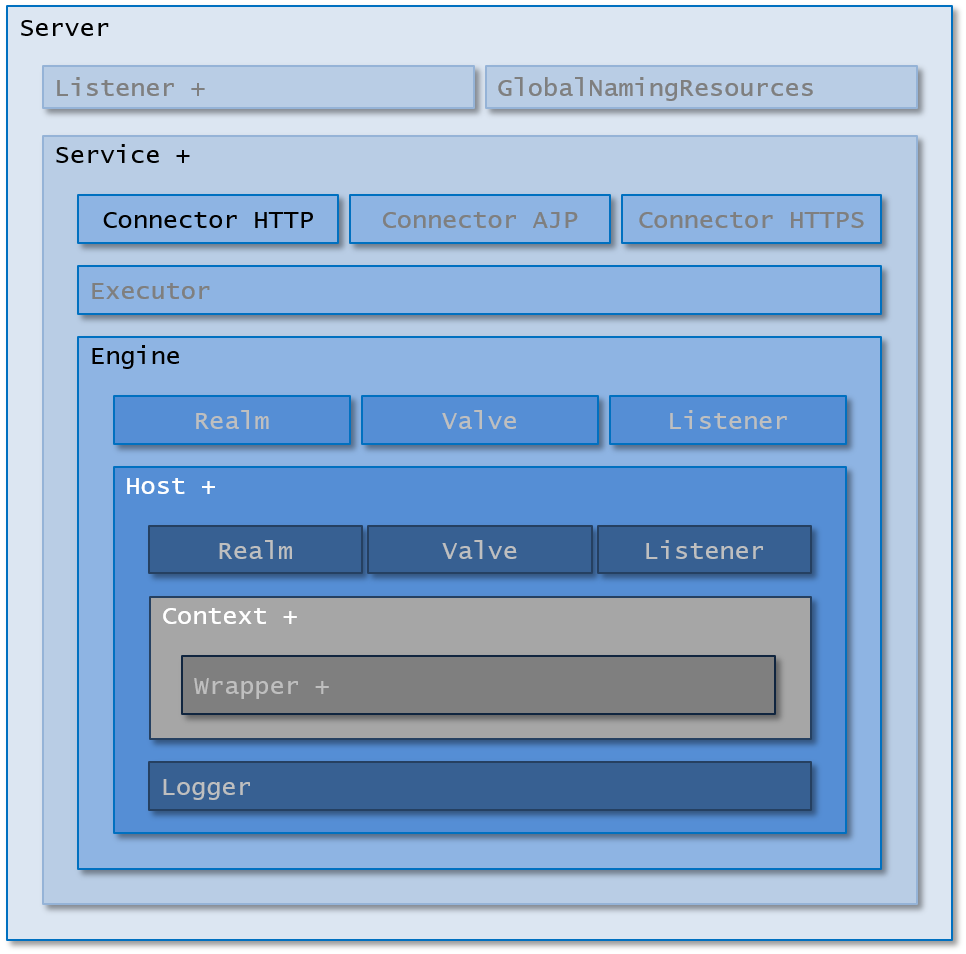 Server
Listener +
GlobalNamingResources
Service +
Connector HTTP
Connector AJP
Connector HTTPS
Executor
Engine
Realm
Valve
Listener
Host +
Realm
Valve
Listener
Context +
Wrapper +
Logger